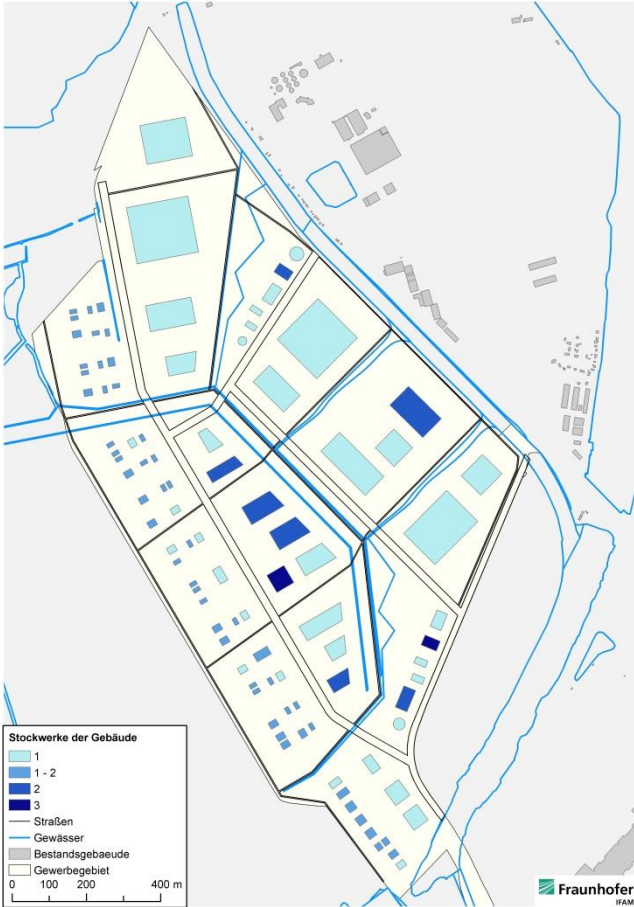 Stockwerke der Gebäude
1
1 - 2
2
3
Straßen
Gewässer
Bestandsgebaeude
Gewerbegebiet
0 100 200 400 m
Fraunhofer
IFAM